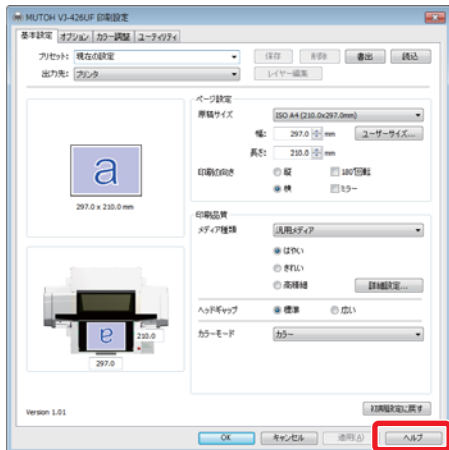 MUTOH VJ-426UF 印刷設定
基本設定 オプション カラー調整 ユーティリティ
プリセット: 現在の設定 保存 削除 書出 読込
出力先: プリンタ レイヤー編集
ページ設定
原稿サイズ ISO A4 (210.0x297.0mm)
幅: 297.0 mm ユーザーサイズ...
長さ: 210.0 mm
印刷の向き 縦 180°回転
横 ミラー
a
297.0 x 210.0 mm
印刷品質
メディア種類 汎用メディア
はやい
きれい
高精細 詳細設定...
ヘッドギャップ 標準 広い
カラーモード カラー
a
210.0
297.0
Version 1.01 初期設定に戻す
OK キャンセル 適用(A) ヘルプ